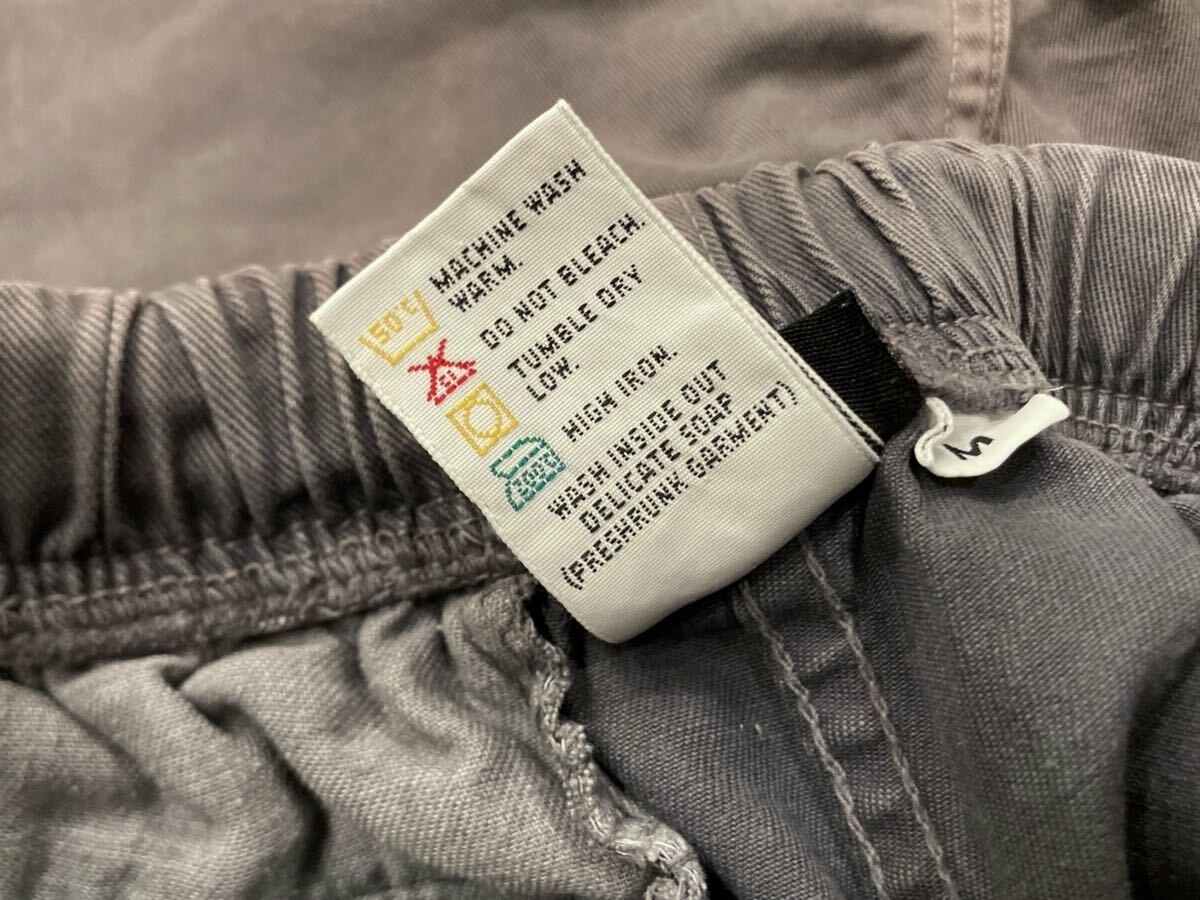 MACHINE WASH
WARM.
50°C
DO NOT BLEACH.
CL
TUMBLE DRY
LOW.
HIGH IRON.
WASH INSIDE OUT
DELICATE SOAP
(PRESHRUNK GARMENT)
S